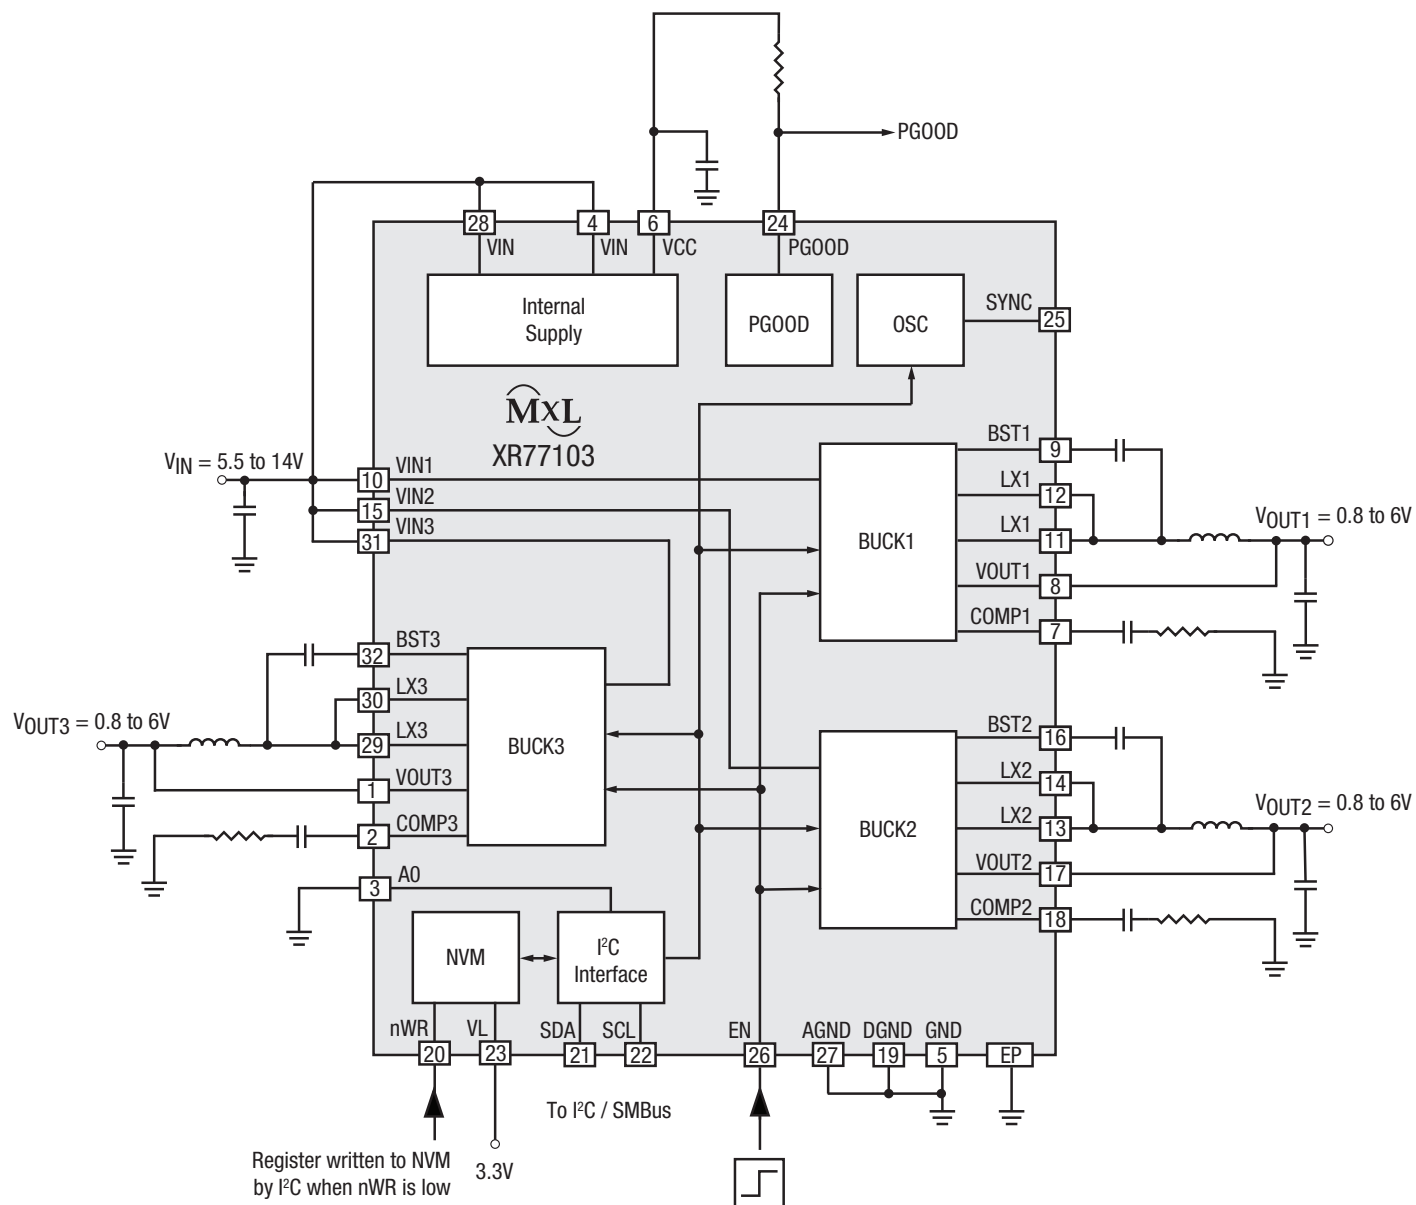 PGOOD
28
4
6
24
VIN
VIN
VCC
PGOOD
Internal
Supply
PGOOD
OSC
SYNC
25
MxL
XR77103
VIN = 5.5 to 14V
10
VIN1
15
VIN2
31
VIN3
BUCK1
BST1
9
LX1
12
LX1
11
VOUT1
8
COMP1
7
VOUT1 = 0.8 to 6V
32
BST3
30
LX3
29
LX3
1
VOUT3
2
COMP3
VOUT3 = 0.8 to 6V
BUCK3
BUCK2
BST2
16
LX2
14
LX2
13
VOUT2
17
COMP2
18
VOUT2 = 0.8 to 6V
3
A0
NVM
I²C
Interface
nWR
VL
SDA
SCL
EN
AGND
DGND
GND
20
23
21
22
26
27
19
5
EP
To I²C / SMBus
Register written to NVM
by I²C when nWR is low
3.3V